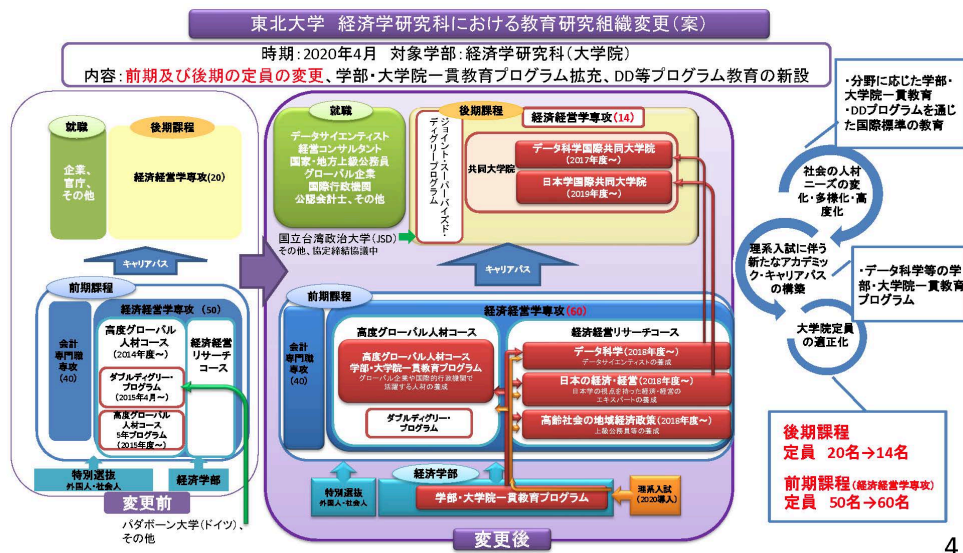 東北大学 経済学研究科における教育研究組織変更(案)
時期:2020年4月 対象学部:経済学研究科(大学院)
内容:前期及び後期の定員の変更、学部・大学院一貫教育プログラム拡充、DD等プログラム教育の新設
就職
企業、
官庁、
その他
後期課程
経済経営学専攻(20)
キャリアパス
前期課程
会計
専門職
専攻
(40)
経済経営学専攻(50)
高度グローバル
人材コース
(2014年度~)
ダブルディグリー・
プログラム
(2015年4月~)
高度グローバル
人材コース
5年プログラム
(2015年度~)
経済経営
リサーチ
コース
特別選抜
外国人・社会人
経済学部
変更前
パダボーン大学(ドイツ)、
その他
就職
データサイエンティスト
経営コンサルタント
国家・地方上級公務員
グローバル企業
国際行政機関
公認会計士、その他
国立台湾政治大学(JSD)
その他、協定締結協議中
後期課程
ジョイント・スーパーバイズド・
ディグリープログラム
経済経営学専攻(14)
共同大学院
データ科学国際共同大学院
(2017年度~)
日本学国際共同大学院
(2019年度~)
キャリアパス
前期課程
会計
専門職
専攻
(40)
経済経営学専攻(60)
高度グローバル人材コース
高度グローバル人材コース
学部・大学院一貫教育プログラム
グローバル企業や国際的行政機関で
活躍する人材の養成
ダブルディグリー・
プログラム
経済経営リサーチコース
データ科学(2018年度~)
データサイエンティストの養成
日本の経済・経営(2018年度~)
日本学の視点を持った経済・経営の
エキスパートの養成
高齢社会の地域経済政策(2018年度~)
上級公務員等の養成
特別選抜
外国人・社会人
経済学部
学部・大学院一貫教育プログラム
理系入試
(2020導入)
変更後
・分野に応じた学部・
大学院一貫教育
・DDプログラムを通じ
た国際標準の教育
社会の人材
ニーズの変
化・多様化・高
度化
理系入試に伴う
新たなアカデミッ
ク・キャリアパス
の構築
・データ科学等の学
部・大学院一貫教育
プログラム
大学院定員
の適正化
後期課程
定員 20名→14名
前期課程(経済経営学専攻)
定員 50名→60名
4